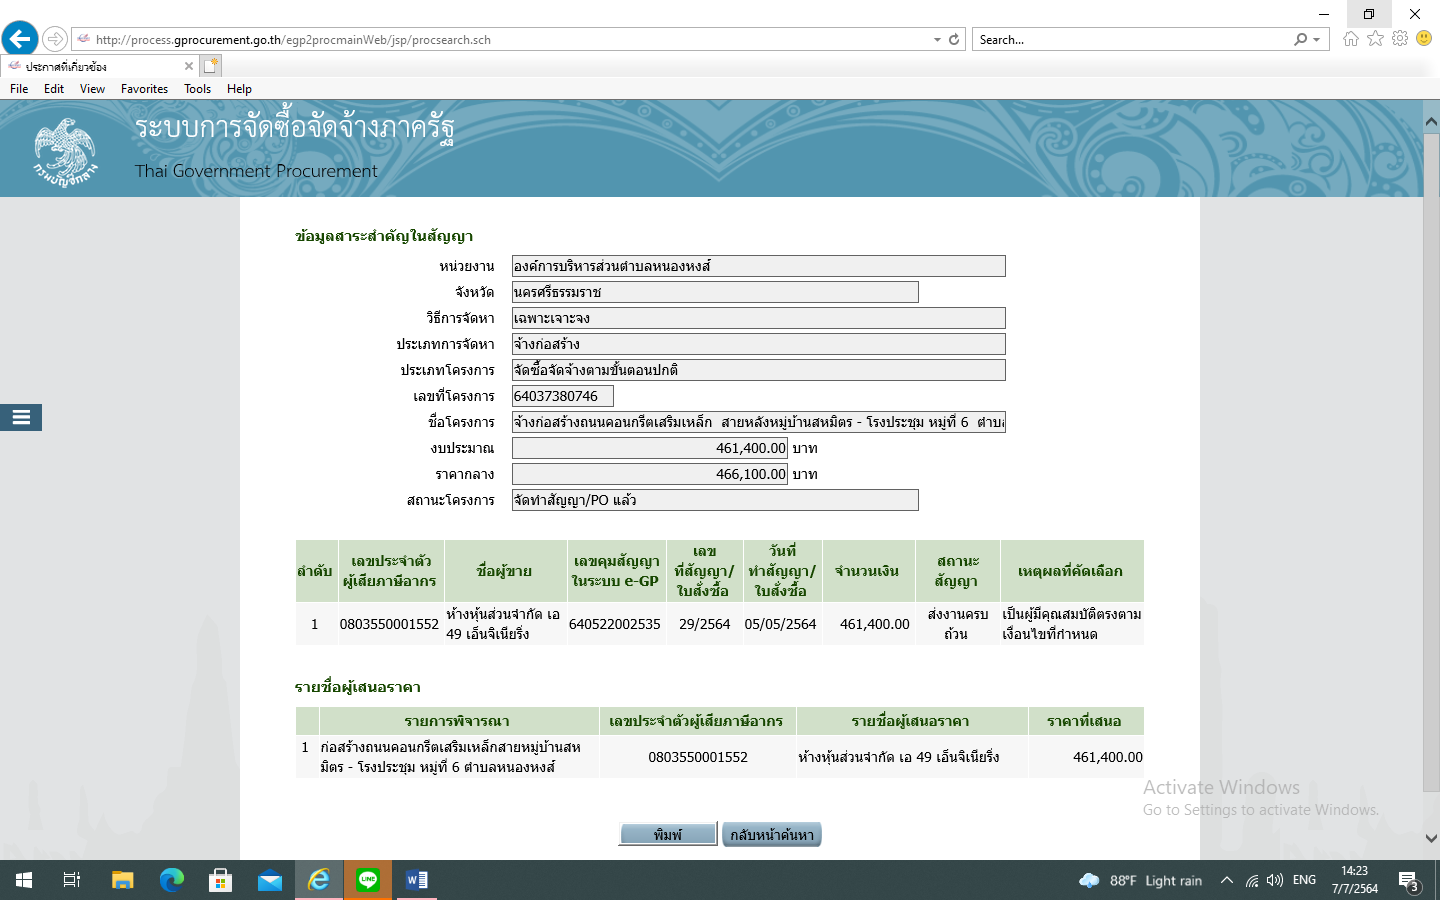 http://process.gprocurement.go.th/egp2procmainWeb/jsp/procsearch.sch
Search...
ประกาศที่เกี่ยวข้อง
File Edit View Favorites Tools Help
ระบบการจัดซื้อจัดจ้างภาครัฐ
Thai Government Procurement
กรมบัญชีกลาง
ข้อมูลสาระสำคัญในสัญญา
หน่วยงาน องค์การบริหารส่วนตำบลหนองหงส์
จังหวัด นครศรีธรรมราช
วิธีการจัดหา เฉพาะเจาะจง
ประเภทการจัดหา จ้างก่อสร้าง
ประเภทโครงการ จัดซื้อจัดจ้างตามขั้นตอนปกติ
เลขที่โครงการ 64037380746
ชื่อโครงการ จ้างก่อสร้างถนนคอนกรีตเสริมเหล็ก สายหลังหมู่บ้านสหมิตร - โรงประชุม หมู่ที่ 6 ตำบล
งบประมาณ 461,400.00 บาท
ราคากลาง 466,100.00 บาท
สถานะโครงการ จัดทำสัญญา/PO แล้ว
ลำดับ เลขประจำตัว ผู้เสียภาษีอากร ชื่อผู้ขาย เลขคุมสัญญา ในระบบ e-GP เลข ที่สัญญา/ ใบสั่งซื้อ วันที่ ทำสัญญา/ ใบสั่งซื้อ จำนวนเงิน สถานะ สัญญา เหตุผลที่คัดเลือก
1 0803550001552 ห้างหุ้นส่วนจำกัด เอ 49 เอ็นจิเนียริ่ง 640522002535 29/2564 05/05/2564 461,400.00 ส่งงานครบ ถ้วน เป็นผู้มีคุณสมบัติตรงตาม เงื่อนไขที่กำหนด
รายชื่อผู้เสนอราคา
รายการพิจารณา เลขประจำตัวผู้เสียภาษีอากร รายชื่อผู้เสนอราคา ราคาที่เสนอ
1 ก่อสร้างถนนคอนกรีตเสริมเหล็กสายหมู่บ้านสห มิตร - โรงประชุม หมู่ที่ 6 ตำบลหนองหงส์ 0803550001552 ห้างหุ้นส่วนจำกัด เอ 49 เอ็นจิเนียริ่ง 461,400.00
Activate Windows
Go to Settings to activate Windows.
พิมพ์ กลับหน้าค้นหา
LINE
88°F Light rain ENG 14:23
7/7/2564
3